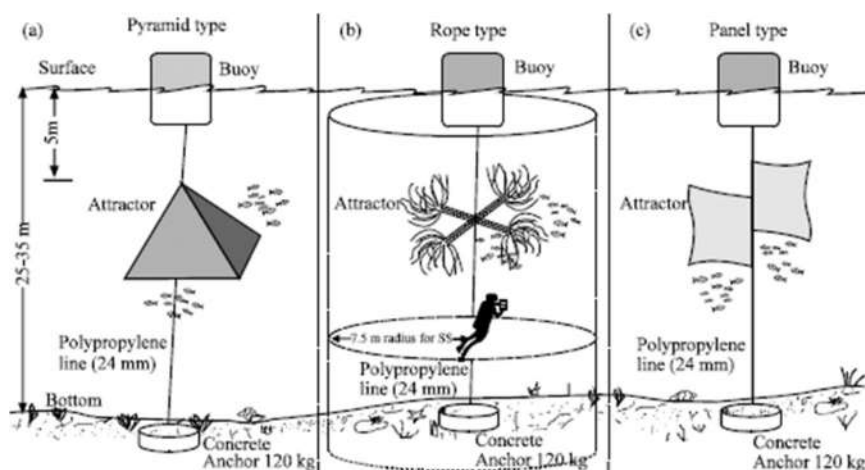 (a)
Pyramid type
Surface
Buoy
5m
Attractor
25-35 m
Polypropylene
line (24 mm)
Bottom
Concrete
Anchor 120 kg
(b)
Rope type
Buoy
Attractor
7.5 m radius for SS
Polypropylene
line (24 mm)
Concrete
Anchor 120 kg
(c)
Panel type
Buoy
Attractor
Polypropylene
line (24 mm)
Concrete
Anchor 120 kg